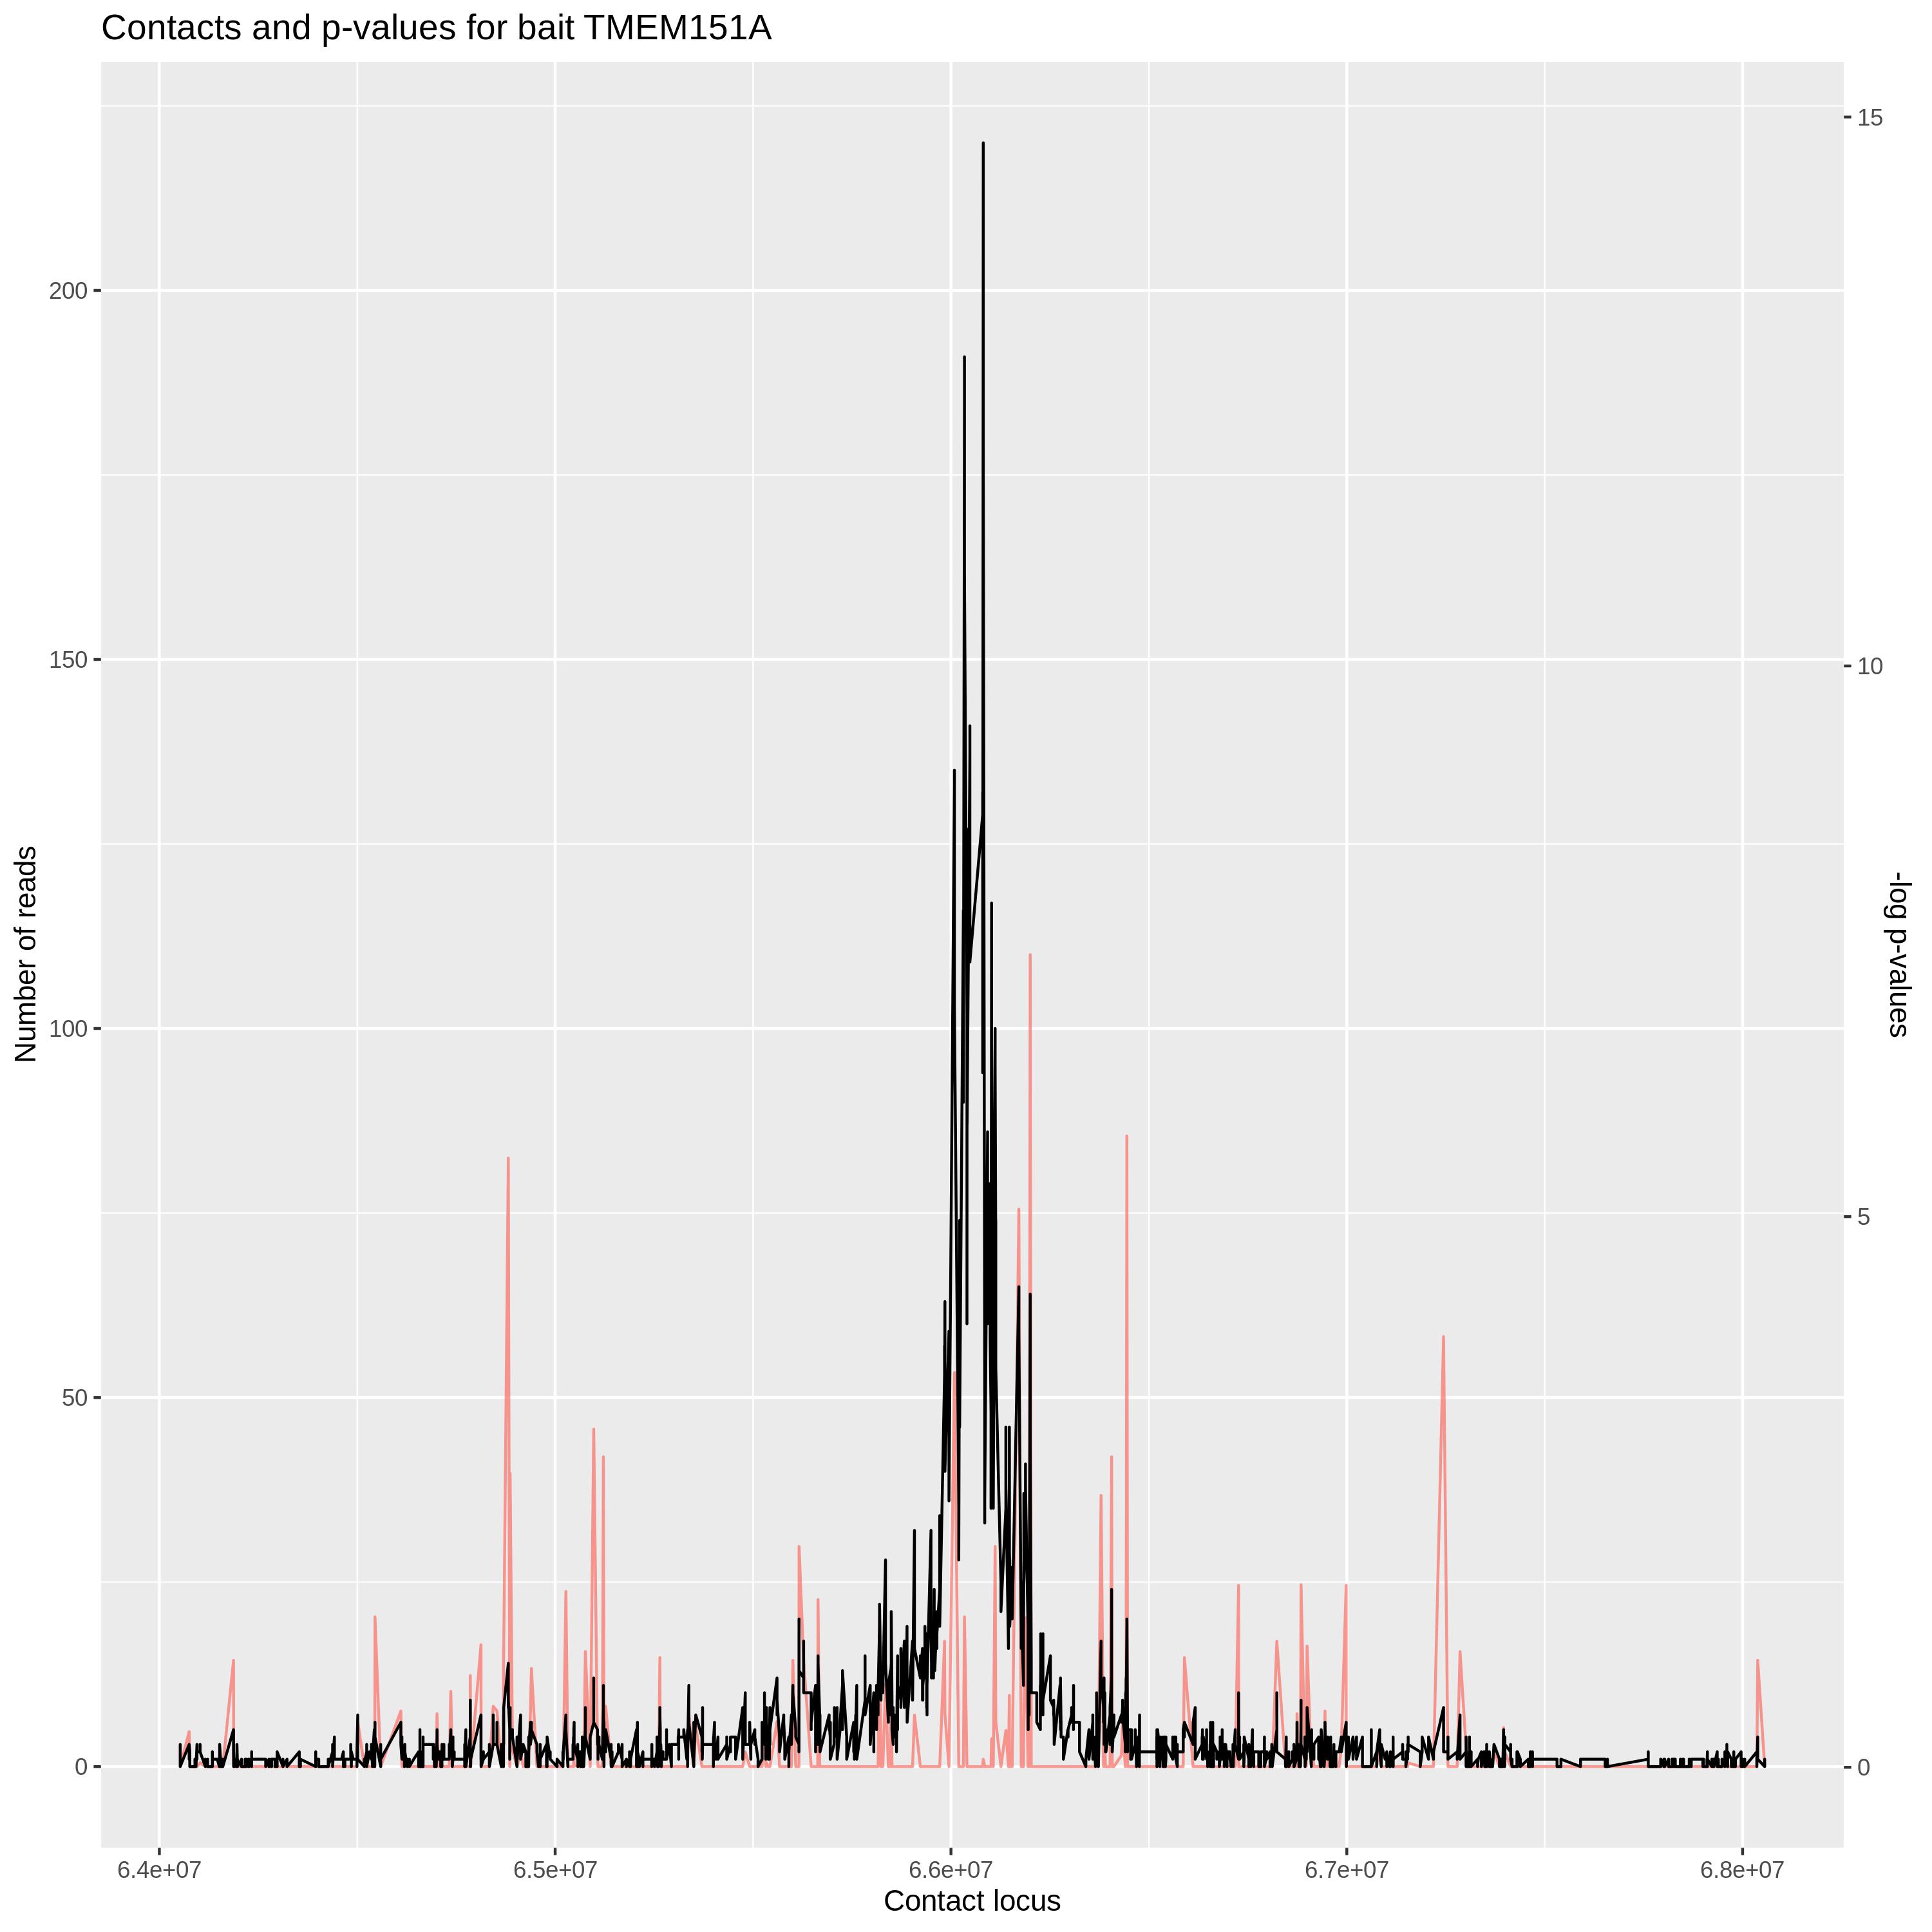 Contacts and p-values for bait TMEM151A
Number of reads
200
150
100
50
0
15
10
5
0
-log p-values
6.4e+07
6.5e+07
6.6e+07
6.7e+07
6.8e+07
Contact locus